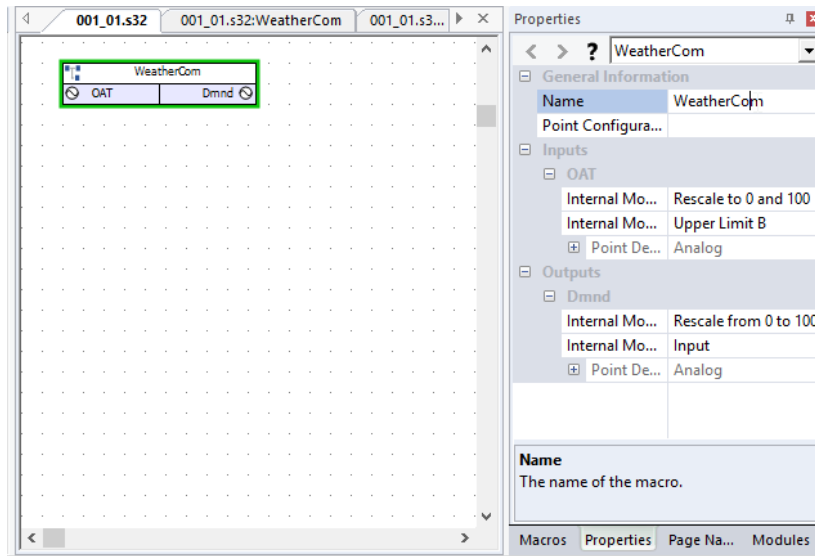 001_01.s32
001_01.s32:WeatherCom
001_01.s3...
WeatherCom
OAT
Dmnd
Properties
? WeatherCom
General Information
Name WeatherCom
Point Configura...
Inputs
OAT
Internal Mo... Rescale to 0 and 100
Internal Mo... Upper Limit B
Point De... Analog
Outputs
Dmnd
Internal Mo... Rescale from 0 to 100
Internal Mo... Input
Point De... Analog
Name
The name of the macro.
Macros Properties Page Na... Modules